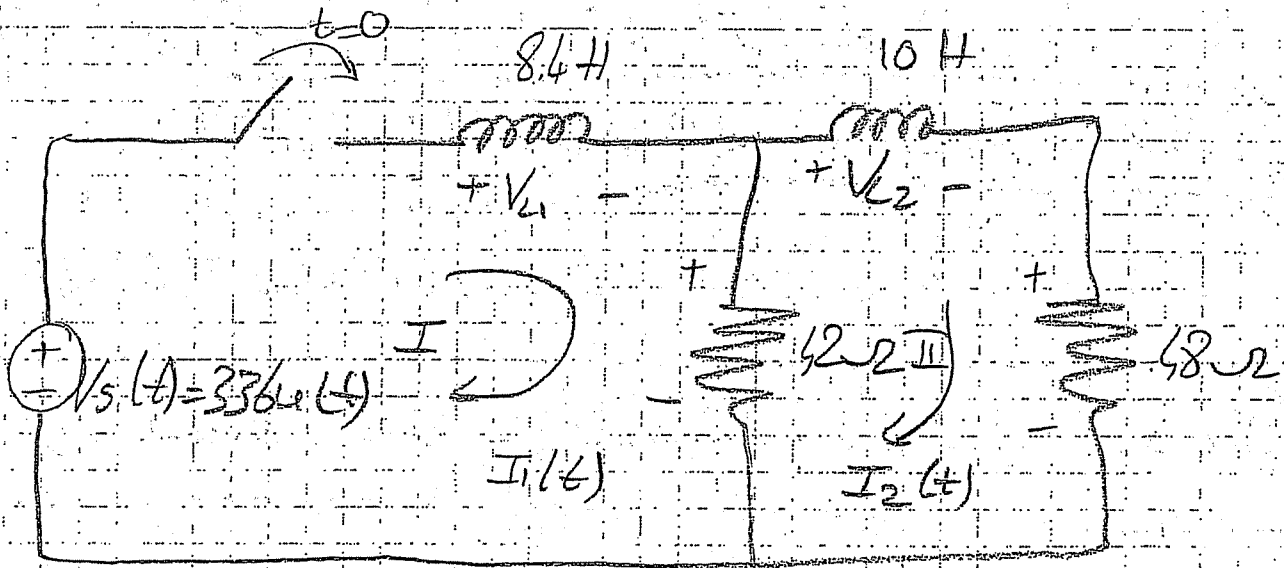 t=0
8.4 H
10 H
+ VL1 -
+ VL2 -
+
+
I
+
-
Vs(t)=336u(t)
42Ω
II
48Ω
-
-
I1(t)
I2(t)